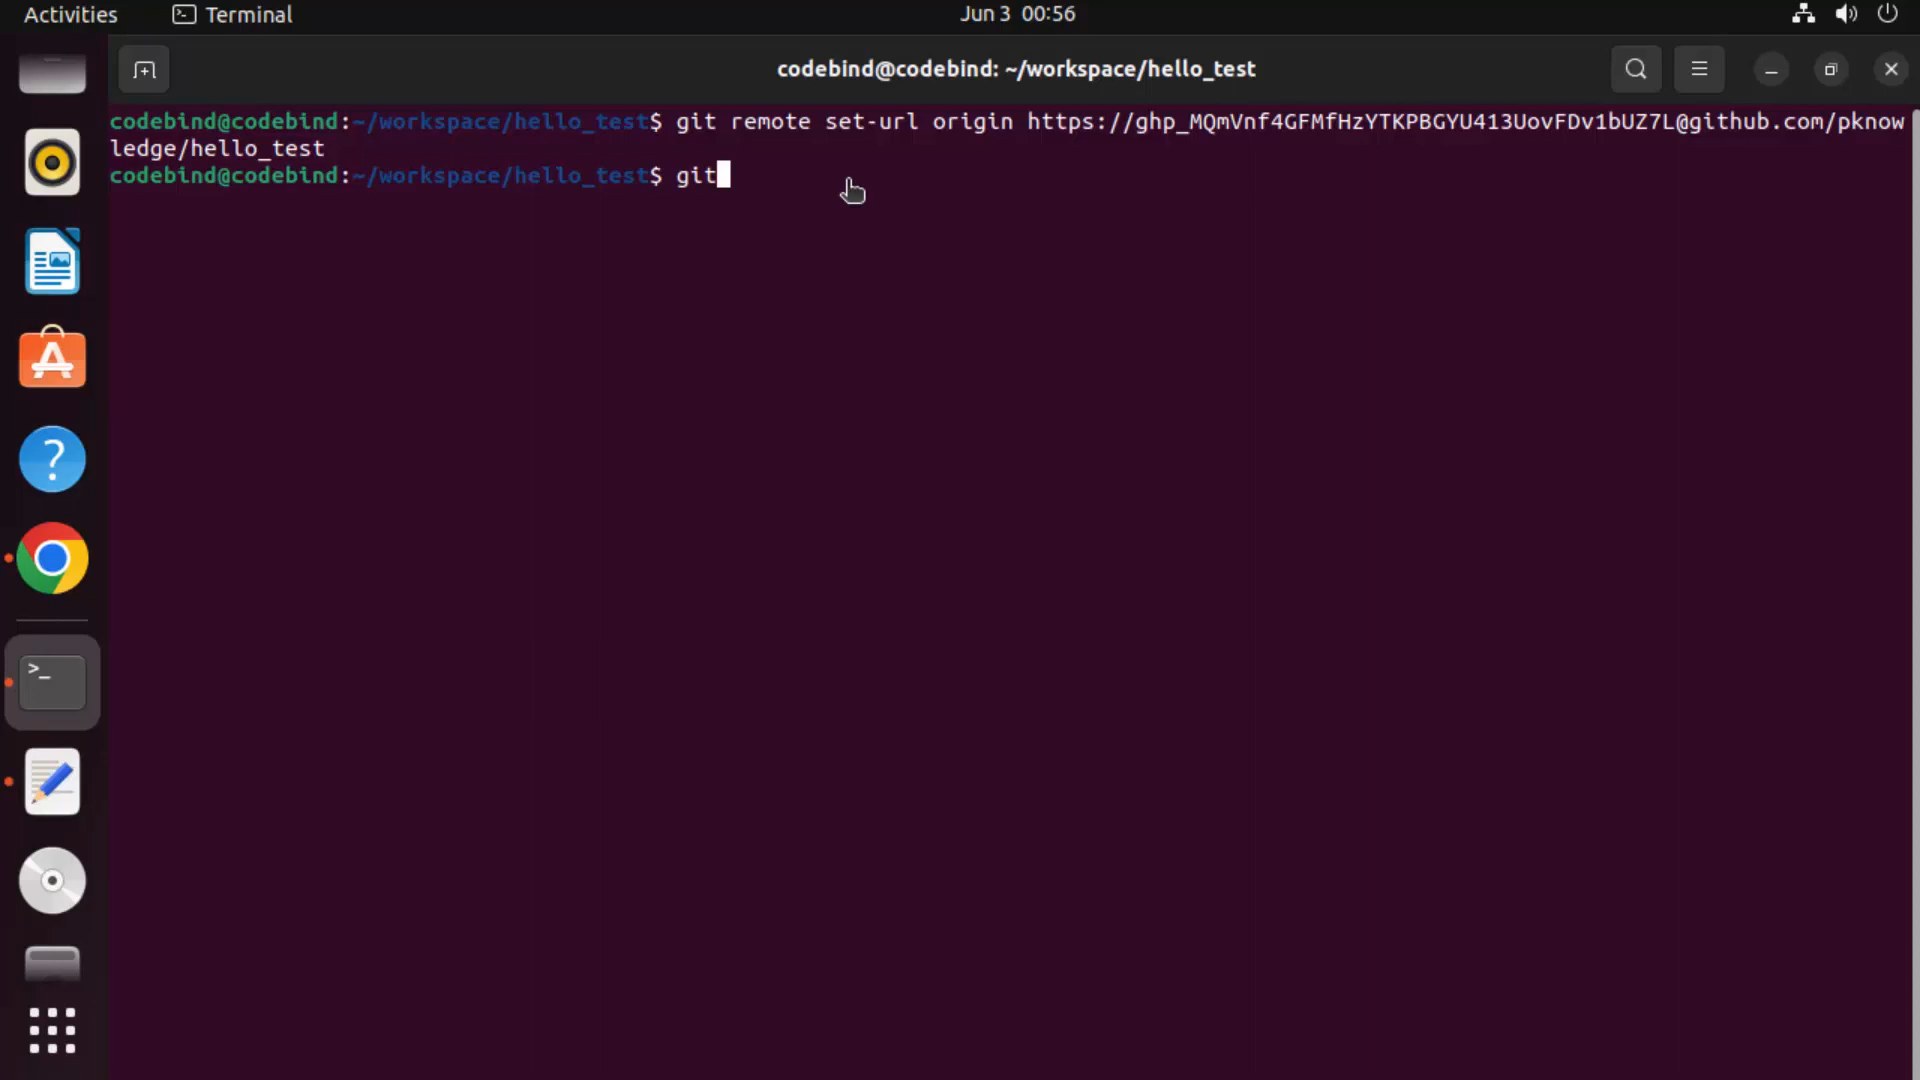 Activities Terminal Jun 3 00:56
codebind@codebind: ~/workspace/hello_test
codebind@codebind:~/workspace/hello_test$ git remote set-url origin https://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@github.com/pknow
ledge/hello_test
codebind@codebind:~/workspace/hello_test$ git